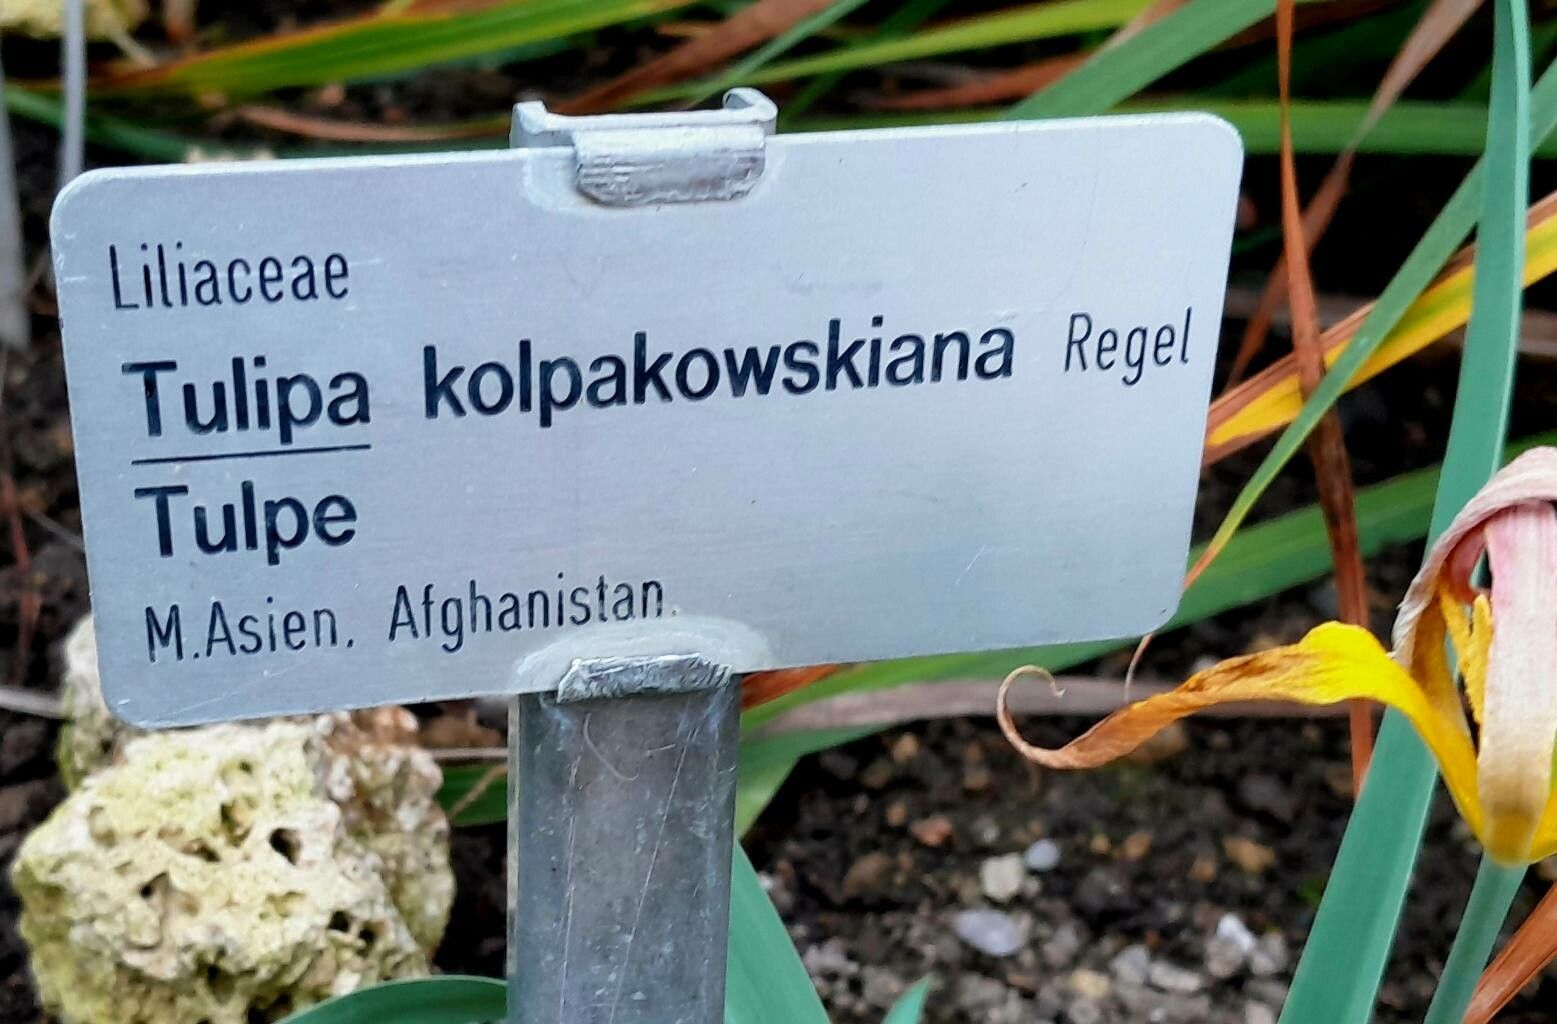 Liliaceae
Tulipa kolpakowskiana Regel
Tulpe
M.Asien. Afghanistan.